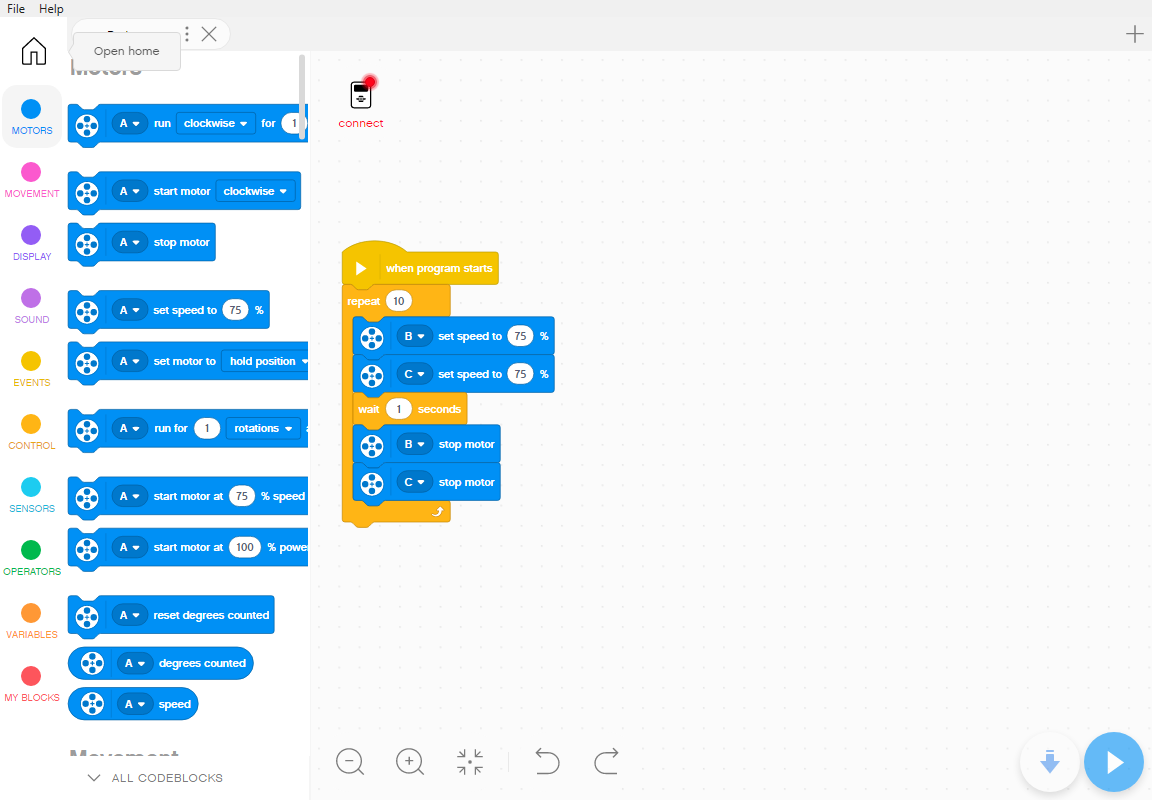 File Help
Open home
Motors
MOTORS
MOVEMENT
DISPLAY
SOUND
EVENTS
CONTROL
SENSORS
OPERATORS
VARIABLES
MY BLOCKS
A run clockwise for 1
A start motor clockwise
A stop motor
A set speed to 75 %
A set motor to hold position
A run for 1 rotations a
A start motor at 75 % speed
A start motor at 100 % power
A reset degrees counted
A degrees counted
A speed
Movement
ALL CODEBLOCKS
connect
when program starts
repeat 10
B set speed to 75 %
C set speed to 75 %
wait 1 seconds
B stop motor
C stop motor